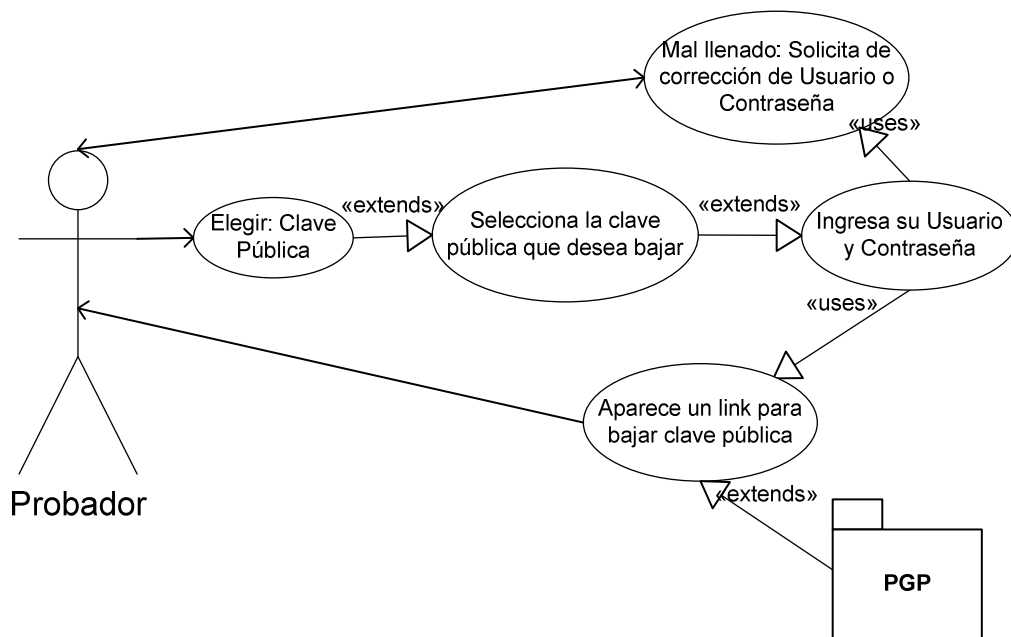 Mal llenado: Solicita de
corrección de Usuario o
Contraseña
«uses»
Elegir: Clave
Pública
«extends»
Selecciona la clave
pública que desea bajar
«extends»
Ingresa su Usuario
y Contraseña
«uses»
Aparece un link para
bajar clave pública
«extends»
Probador
PGP